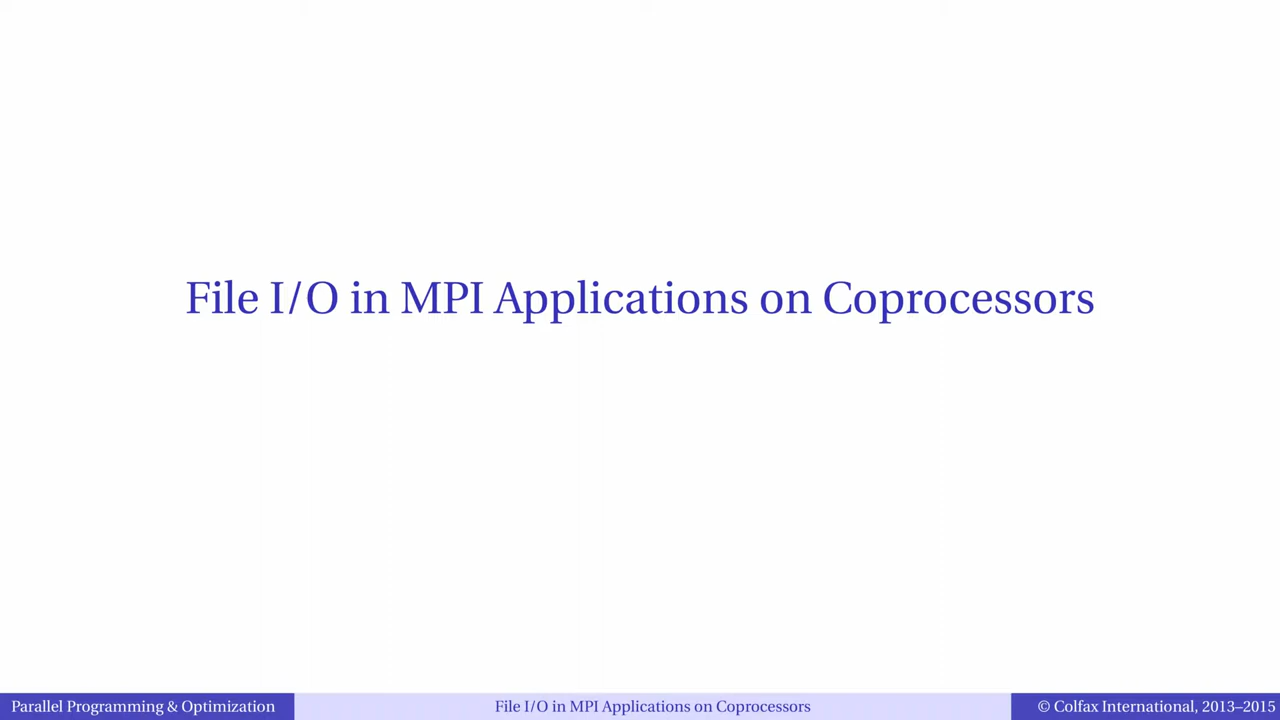 File I/O in MPI Applications on Coprocessors
Parallel Programming & Optimization
File I/O in MPI Applications on Coprocessors
© Colfax International, 2013–2015